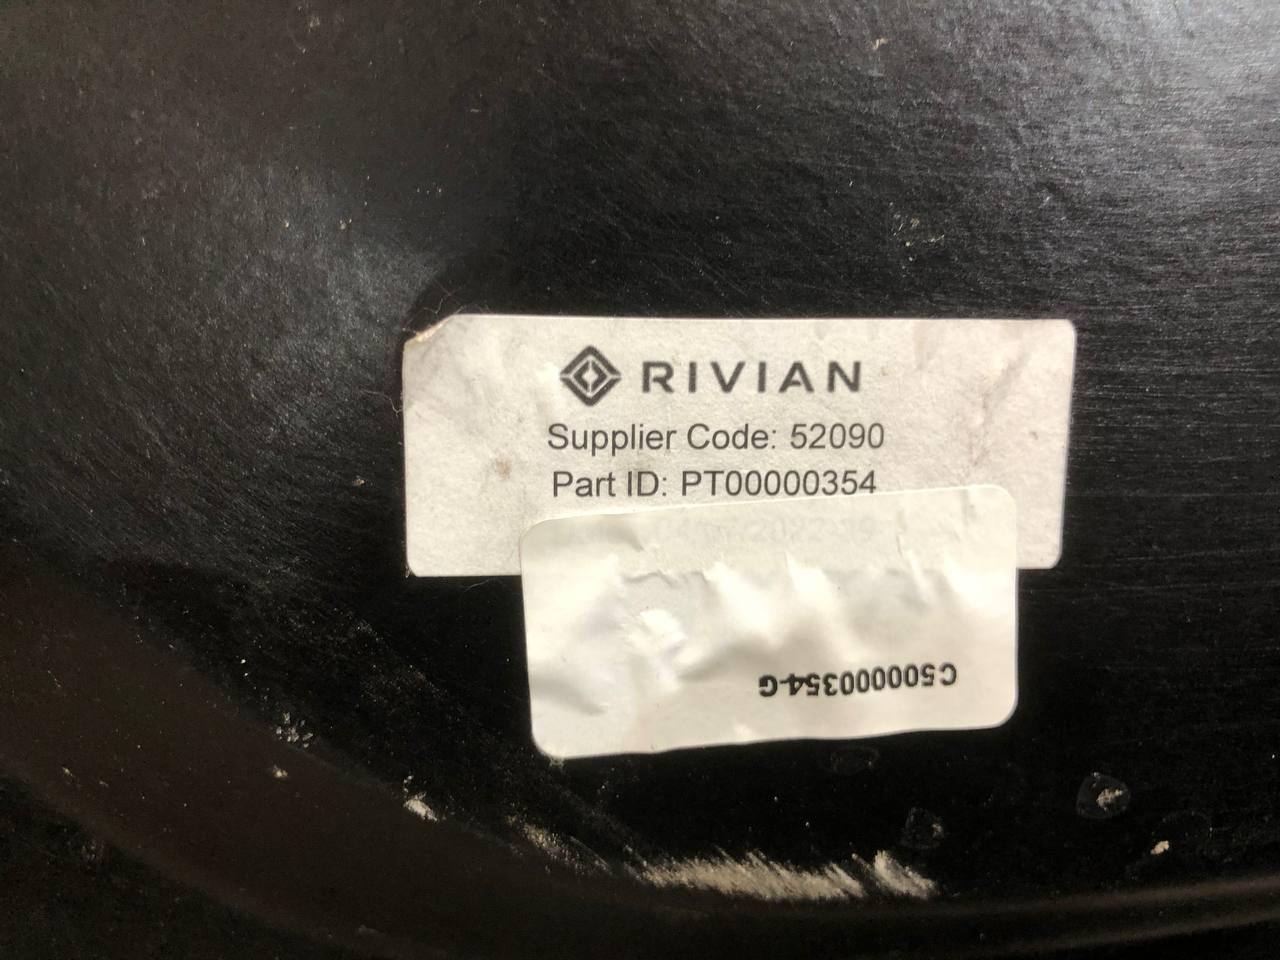 RIVIAN
Supplier Code: 52090
Part ID: PT00000354
C500000354-G